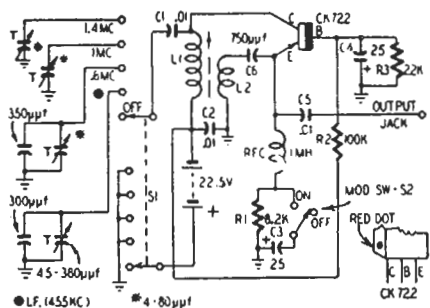 T
1.4MC
T
1MC
.6MC
OFF
350μμf
T
300μμf
T
45-380μμf
● LF, (455KC)
* 4-80μμf
C1
.01
L1
750μμf
C6
L2
C2
.01
S1
22.5V
+
C
E
B
CK722
C4
25
+
R3
22K
C5
.01
OUTPUT
JACK
R2
100K
RFC
1MH
R1
8.2K
C3
+
25
ON
OFF
MOD SW-S2
RED DOT
C B E
CK722